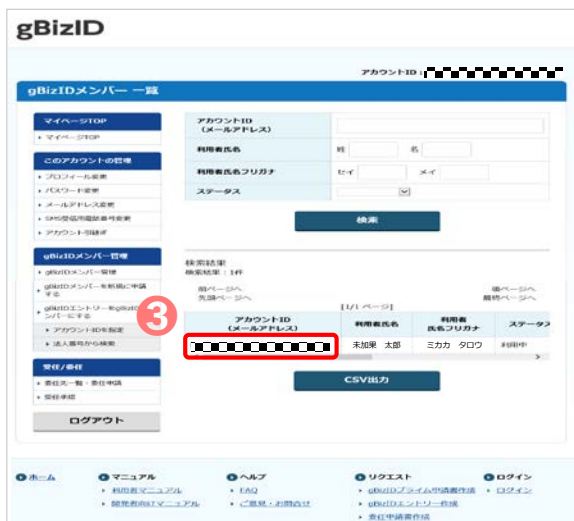 gBizID
アカウントID：
gBizIDメンバー 一覧
マイページTOP
マイページTOP
このアカウントの管理
プロフィール変更
パスワード変更
メールアドレス変更
SMS受信用電話番号変更
アカウント引継ぎ
gBizIDメンバー管理
gBizIDメンバー管理
gBizIDメンバーを新規に申請
する
gBizIDエントリーをgBizIDメ
ンバーにする
アカウントIDを指定
法人番号から検索
受任/委任
委任先一覧・委任申請
受任承認
ログアウト
アカウントID
（メールアドレス）
利用者氏名
姓
名
利用者氏名フリガナ
セイ
メイ
ステータス
検索
検索結果
検索結果：1件
前ページへ
先頭ページへ
後ページへ
最終ページへ
[1/1 ページ]
3
アカウントID
（メールアドレス）
利用者氏名
利用者
氏名フリガナ
ステータス
未加果 太郎
ミカカ タロウ
利用中
CSV出力
ホーム
マニュアル
利用者マニュアル
開発者向けマニュアル
ヘルプ
FAQ
ご意見・お問合せ
リクエスト
gBizIDプライム申請書作成
gBizIDエントリー作成
委任申請書作成
ログイン
ログイン